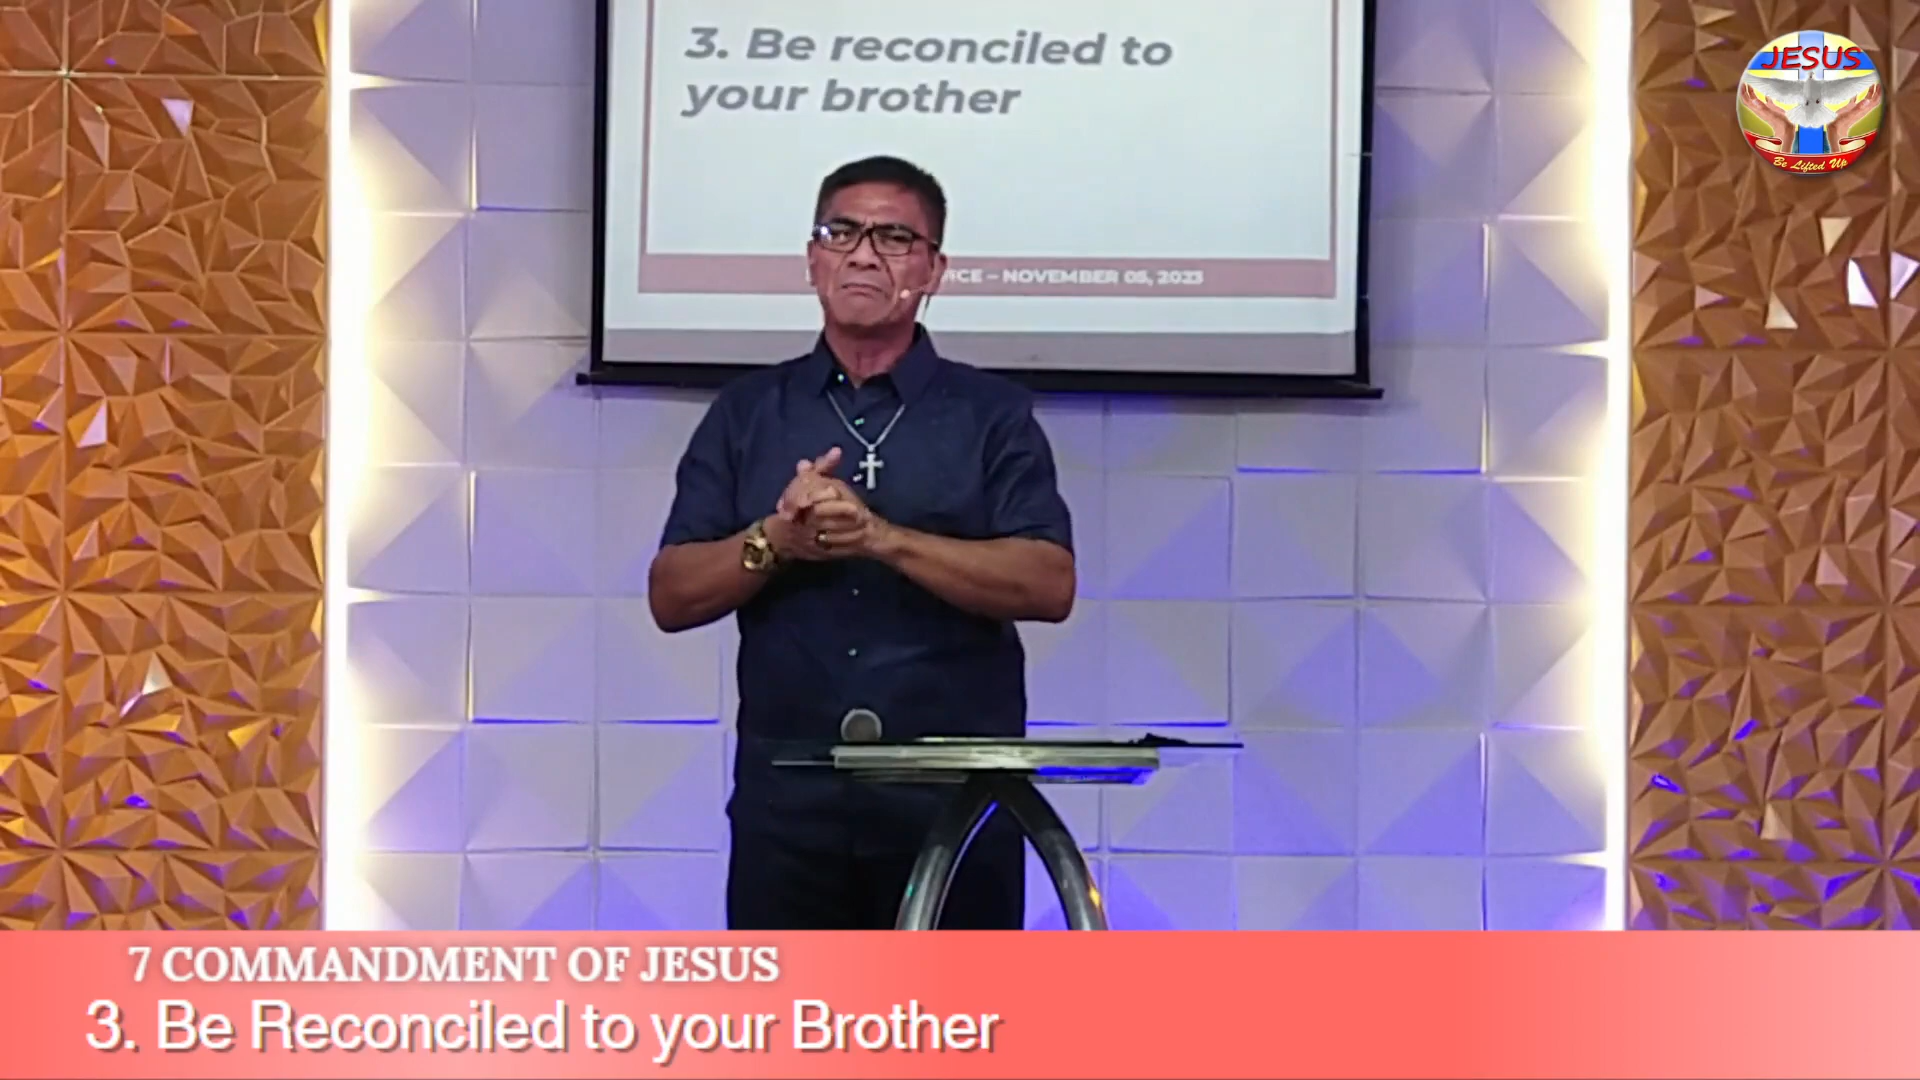 3. Be reconciled to
your brother
– NOVEMBER 05, 2023
JESUS
Be Lifted Up
7 COMMANDMENT OF JESUS
3. Be Reconciled to your Brother